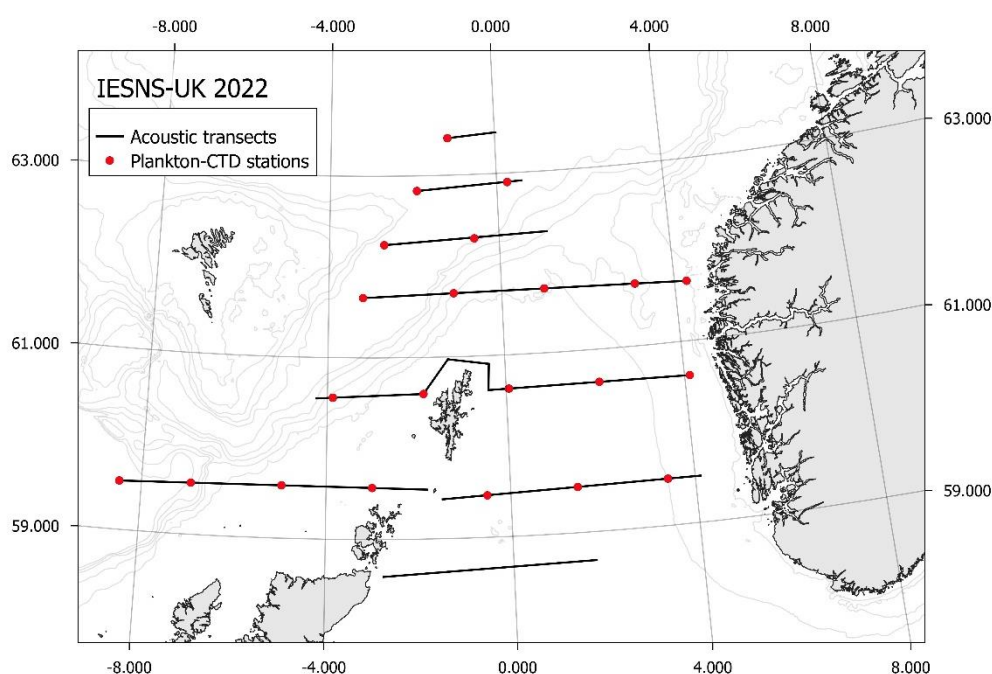 -8.000 -4.000 0.000 4.000 8.000
IESNS-UK 2022
Acoustic transects
Plankton-CTD stations
63.000 63.000
61.000 61.000
59.000 59.000
-8.000 -4.000 0.000 4.000 8.000